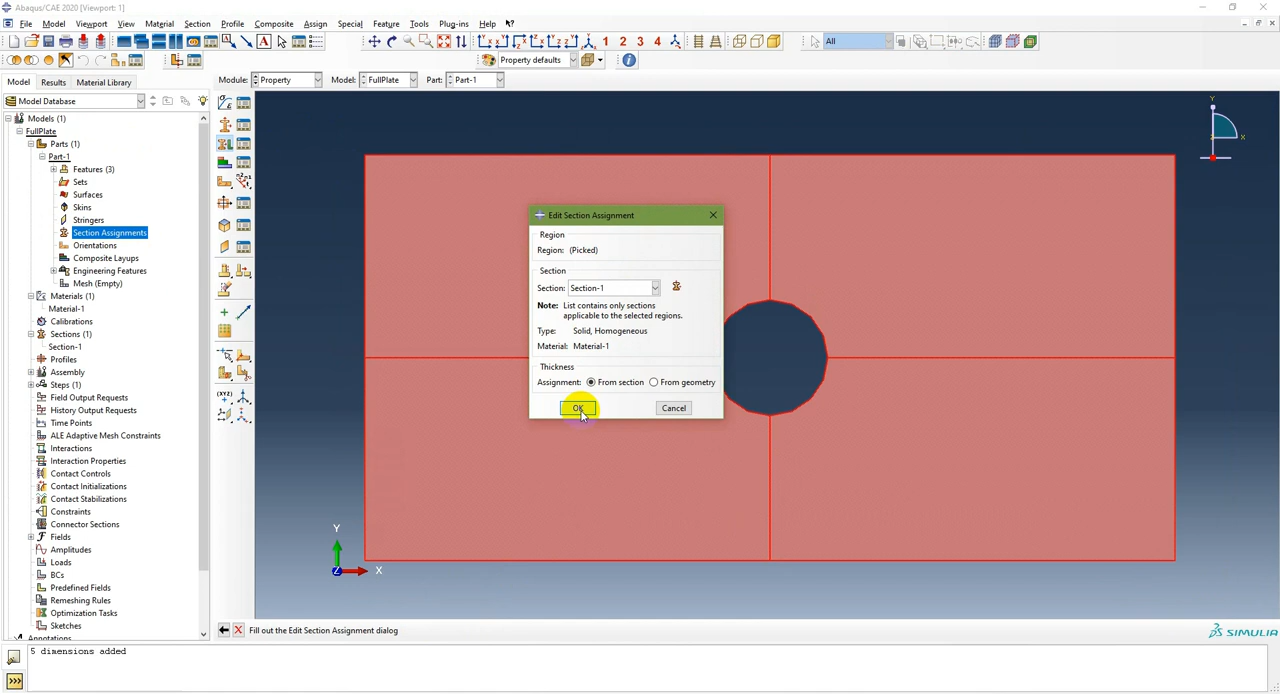 Abaqus/CAE 2020 [Viewport: 1]
File Model Viewport View Material Section Profile Composite Assign Special Feature Tools Plug-ins Help
A 1 2 3 4 All
Property defaults
Model Results Material Library
Module: Property Model: FullPlate Part: Part-1
Model Database
Models (1)
FullPlate
Parts (1)
Part-1
Features (3)
Sets
Surfaces
Skins
Stringers
Section Assignments
Orientations
Composite Layups
Engineering Features
Mesh (Empty)
Materials (1)
Material-1
Calibrations
Sections (1)
Section-1
Profiles
Assembly
Steps (1)
Field Output Requests
History Output Requests
Time Points
ALE Adaptive Mesh Constraints
Interactions
Interaction Properties
Contact Controls
Contact Initializations
Contact Stabilizations
Constraints
Connector Sections
Fields
Amplitudes
Loads
BCs
Predefined Fields
Remeshing Rules
Optimization Tasks
Sketches
Annotations
(XYZ)
Y
X
Edit Section Assignment
Region
Region: (Picked)
Section
Section: Section-1
Note: List contains only sections
applicable to the selected regions.
Type: Solid, Homogeneous
Material: Material-1
Thickness
Assignment: From section From geometry
OK Cancel
Y
Z X
Fill out the Edit Section Assignment dialog
SIMULIA
5 dimensions added
>>>